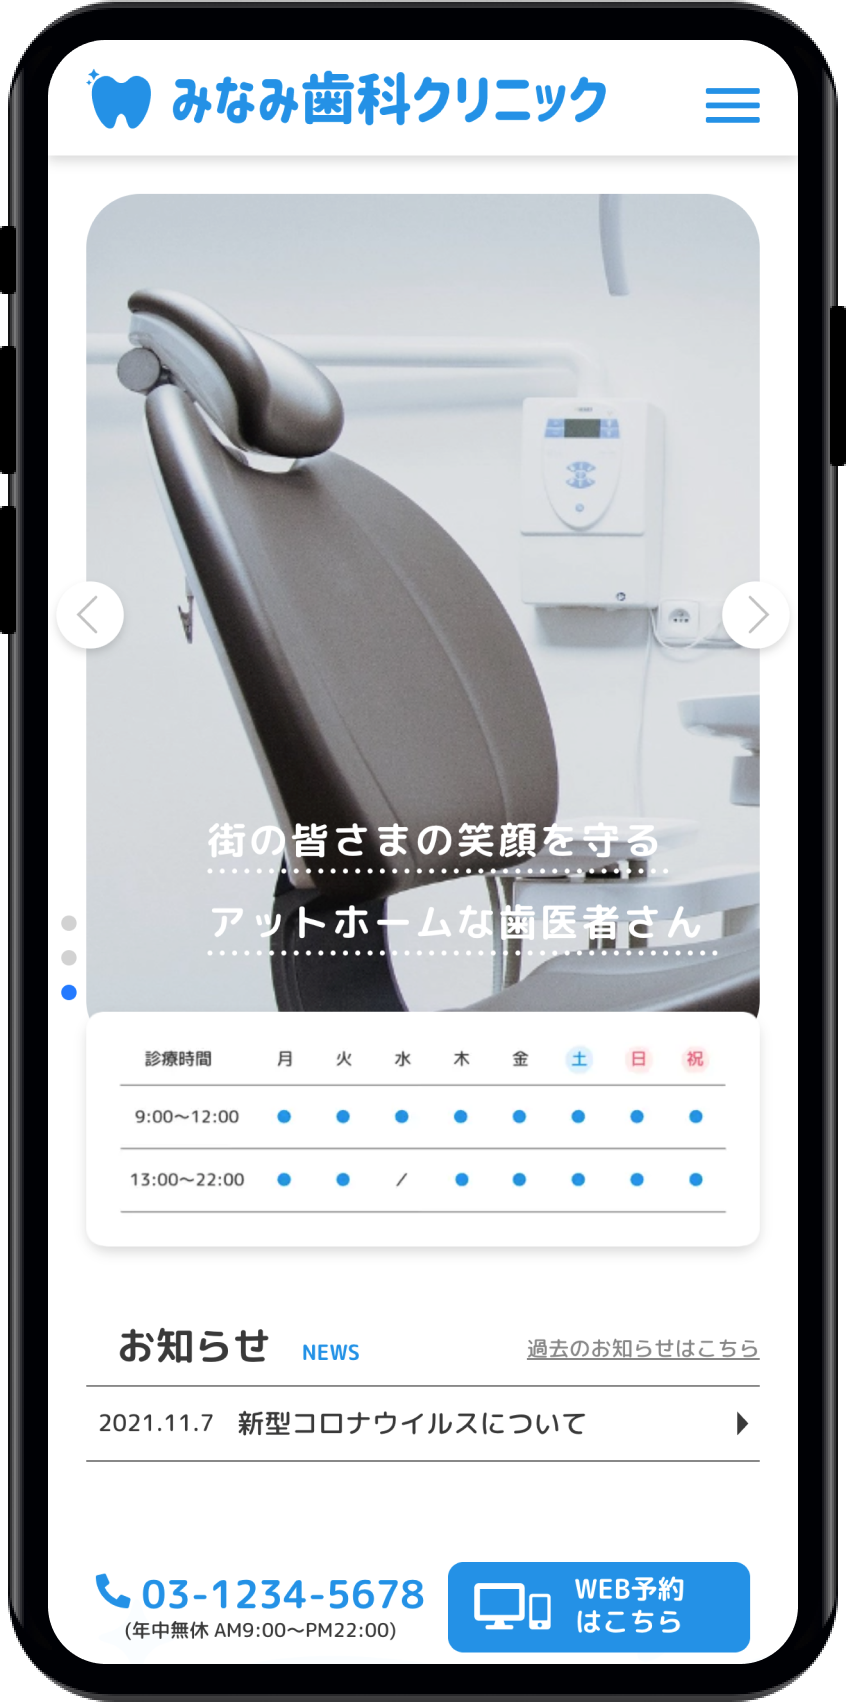 みなみ歯科クリニック
街の皆さまの笑顔を守る
アットホームな歯医者さん
診療時間 月 火 水 木 金 土 日 祝
9:00〜12:00 ● ● ● ● ● ● ● ●
13:00〜22:00 ● ● / ● ● ● ● ●
お知らせ NEWS 過去のお知らせはこちら
2021.11.7 新型コロナウイルスについて
03-1234-5678
(年中無休 AM9:00〜PM22:00)
WEB予約
はこちら